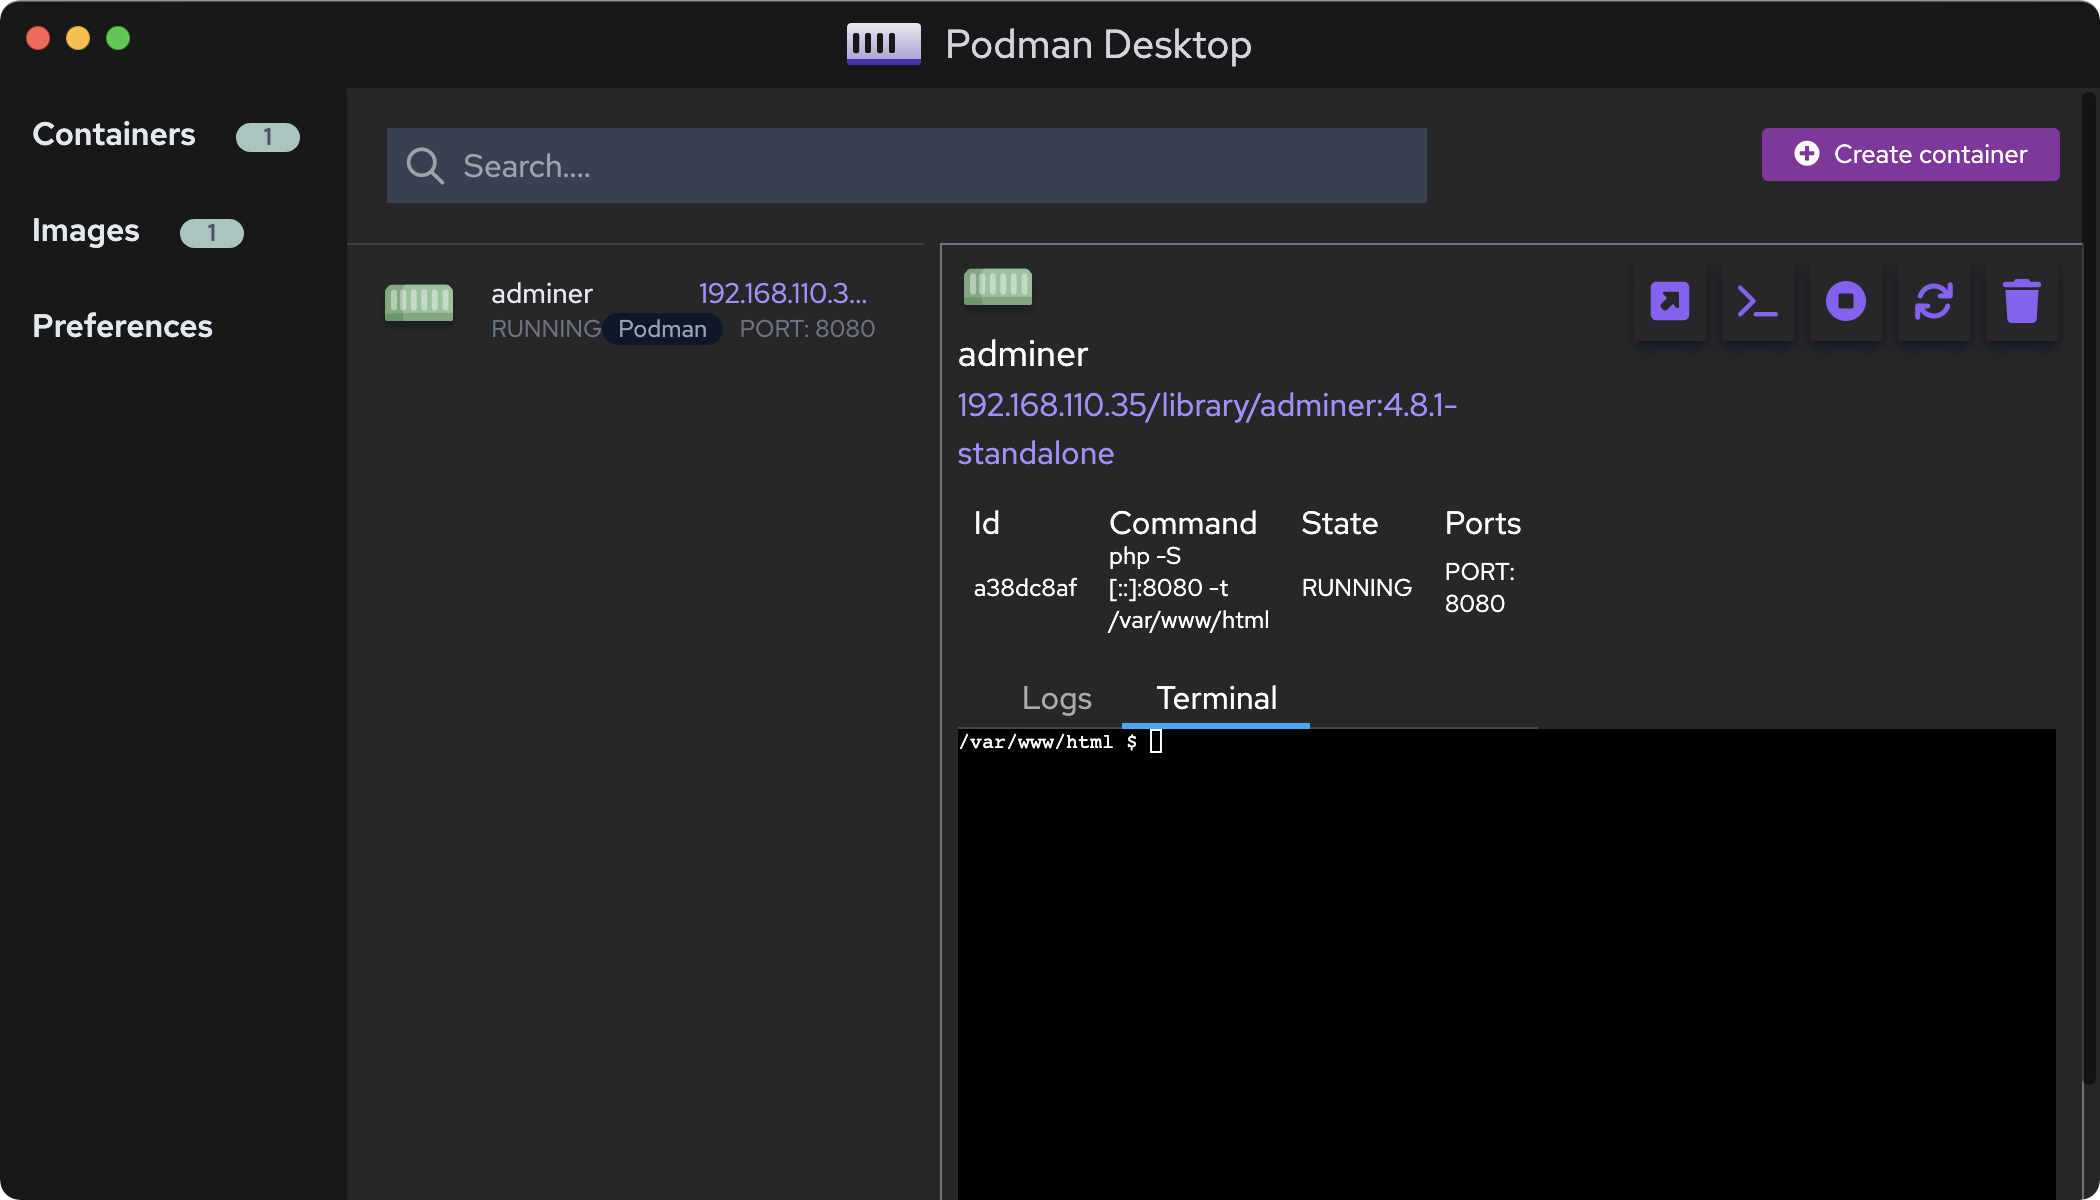 Podman Desktop
Containers 1
Images 1
Preferences
Search....
Create container
adminer 192.168.110.3...
RUNNING Podman PORT: 8080
adminer
192.168.110.35/library/adminer:4.8.1-
standalone
Id Command State Ports
a38dc8af
php -S
[::]:8080 -t
/var/www/html
RUNNING
PORT:
8080
Logs Terminal
/var/www/html $